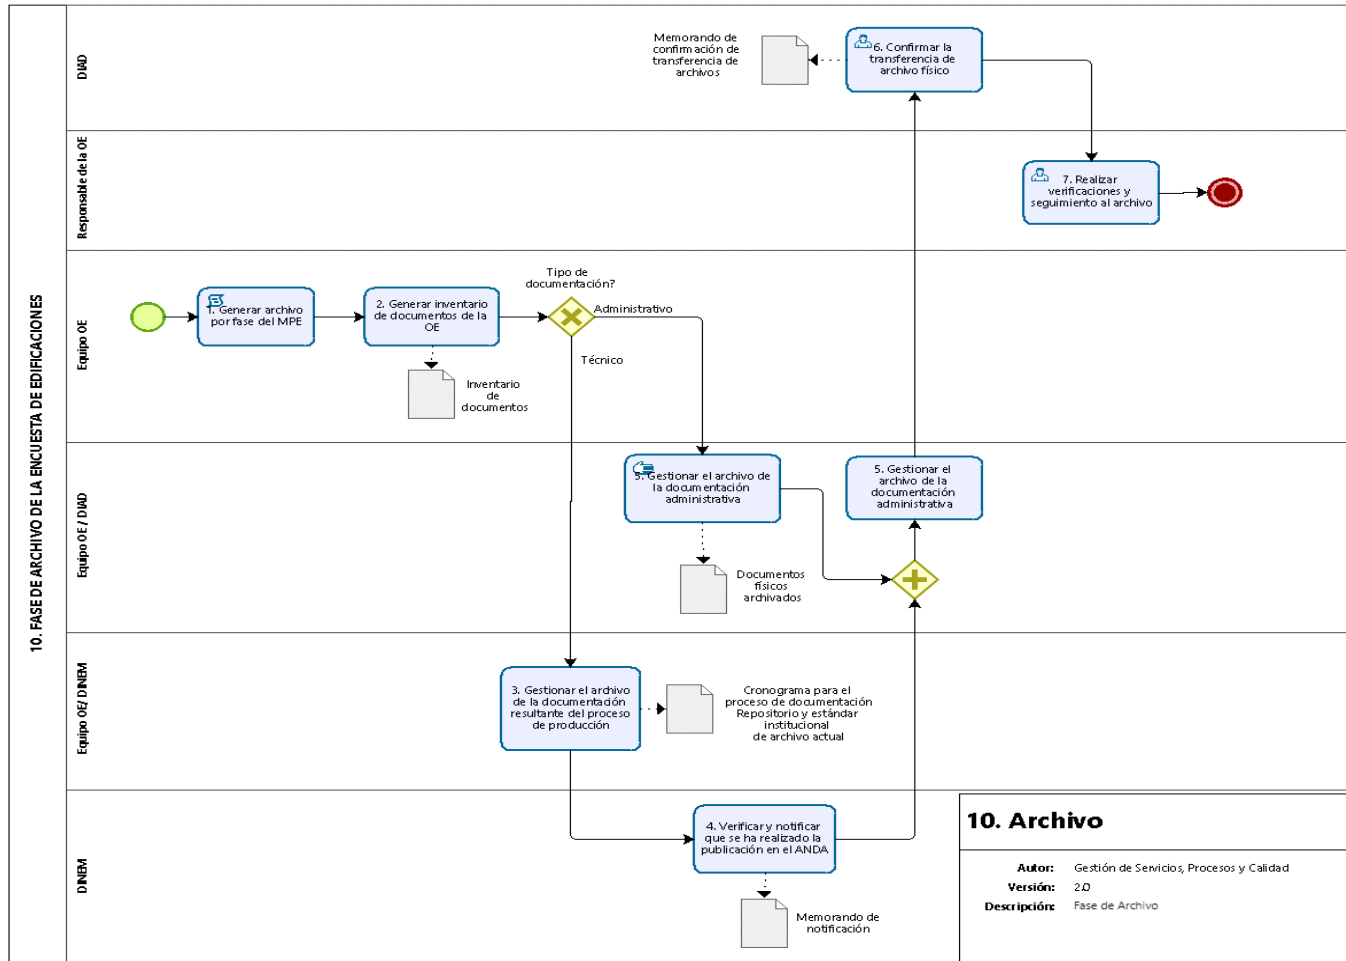 10. FASE DE ARCHIVO DE LA ENCUESTA DE EDIFICACIONES
DIAD
Memorando de
confirmación de
transferencia de
archivos
6. Confirmar la
transferencia de
archivo físico
Responsable de la OE
7. Realizar
verificaciones y
seguimiento al archivo
Equipo OE
1. Generar archivo
por fase del MPE
2. Generar inventario
de documentos de la
OE
Tipo de
documentación?
Administrativo
Técnico
Inventario
de
documentos
Equipo OE / DIAD
5. Gestionar el archivo de
la documentación
administrativa
5. Gestionar el
archivo de la
documentación
administrativa
Documentos
físicos
archivados
Equipo OE/ DINEM
3. Gestionar el archivo
de la documentación
resultante del proceso
de producción
Cronograma para el
proceso de documentación
Repositorio y estándar
institucional
de archivo actual
DINEM
4. Verificar y notificar
que se ha realizado la
publicación en el ANDA
Memorando de
notificación
10. Archivo
Autor: Gestión de Servicios, Procesos y Calidad
Versión: 2.0
Descripción: Fase de Archivo